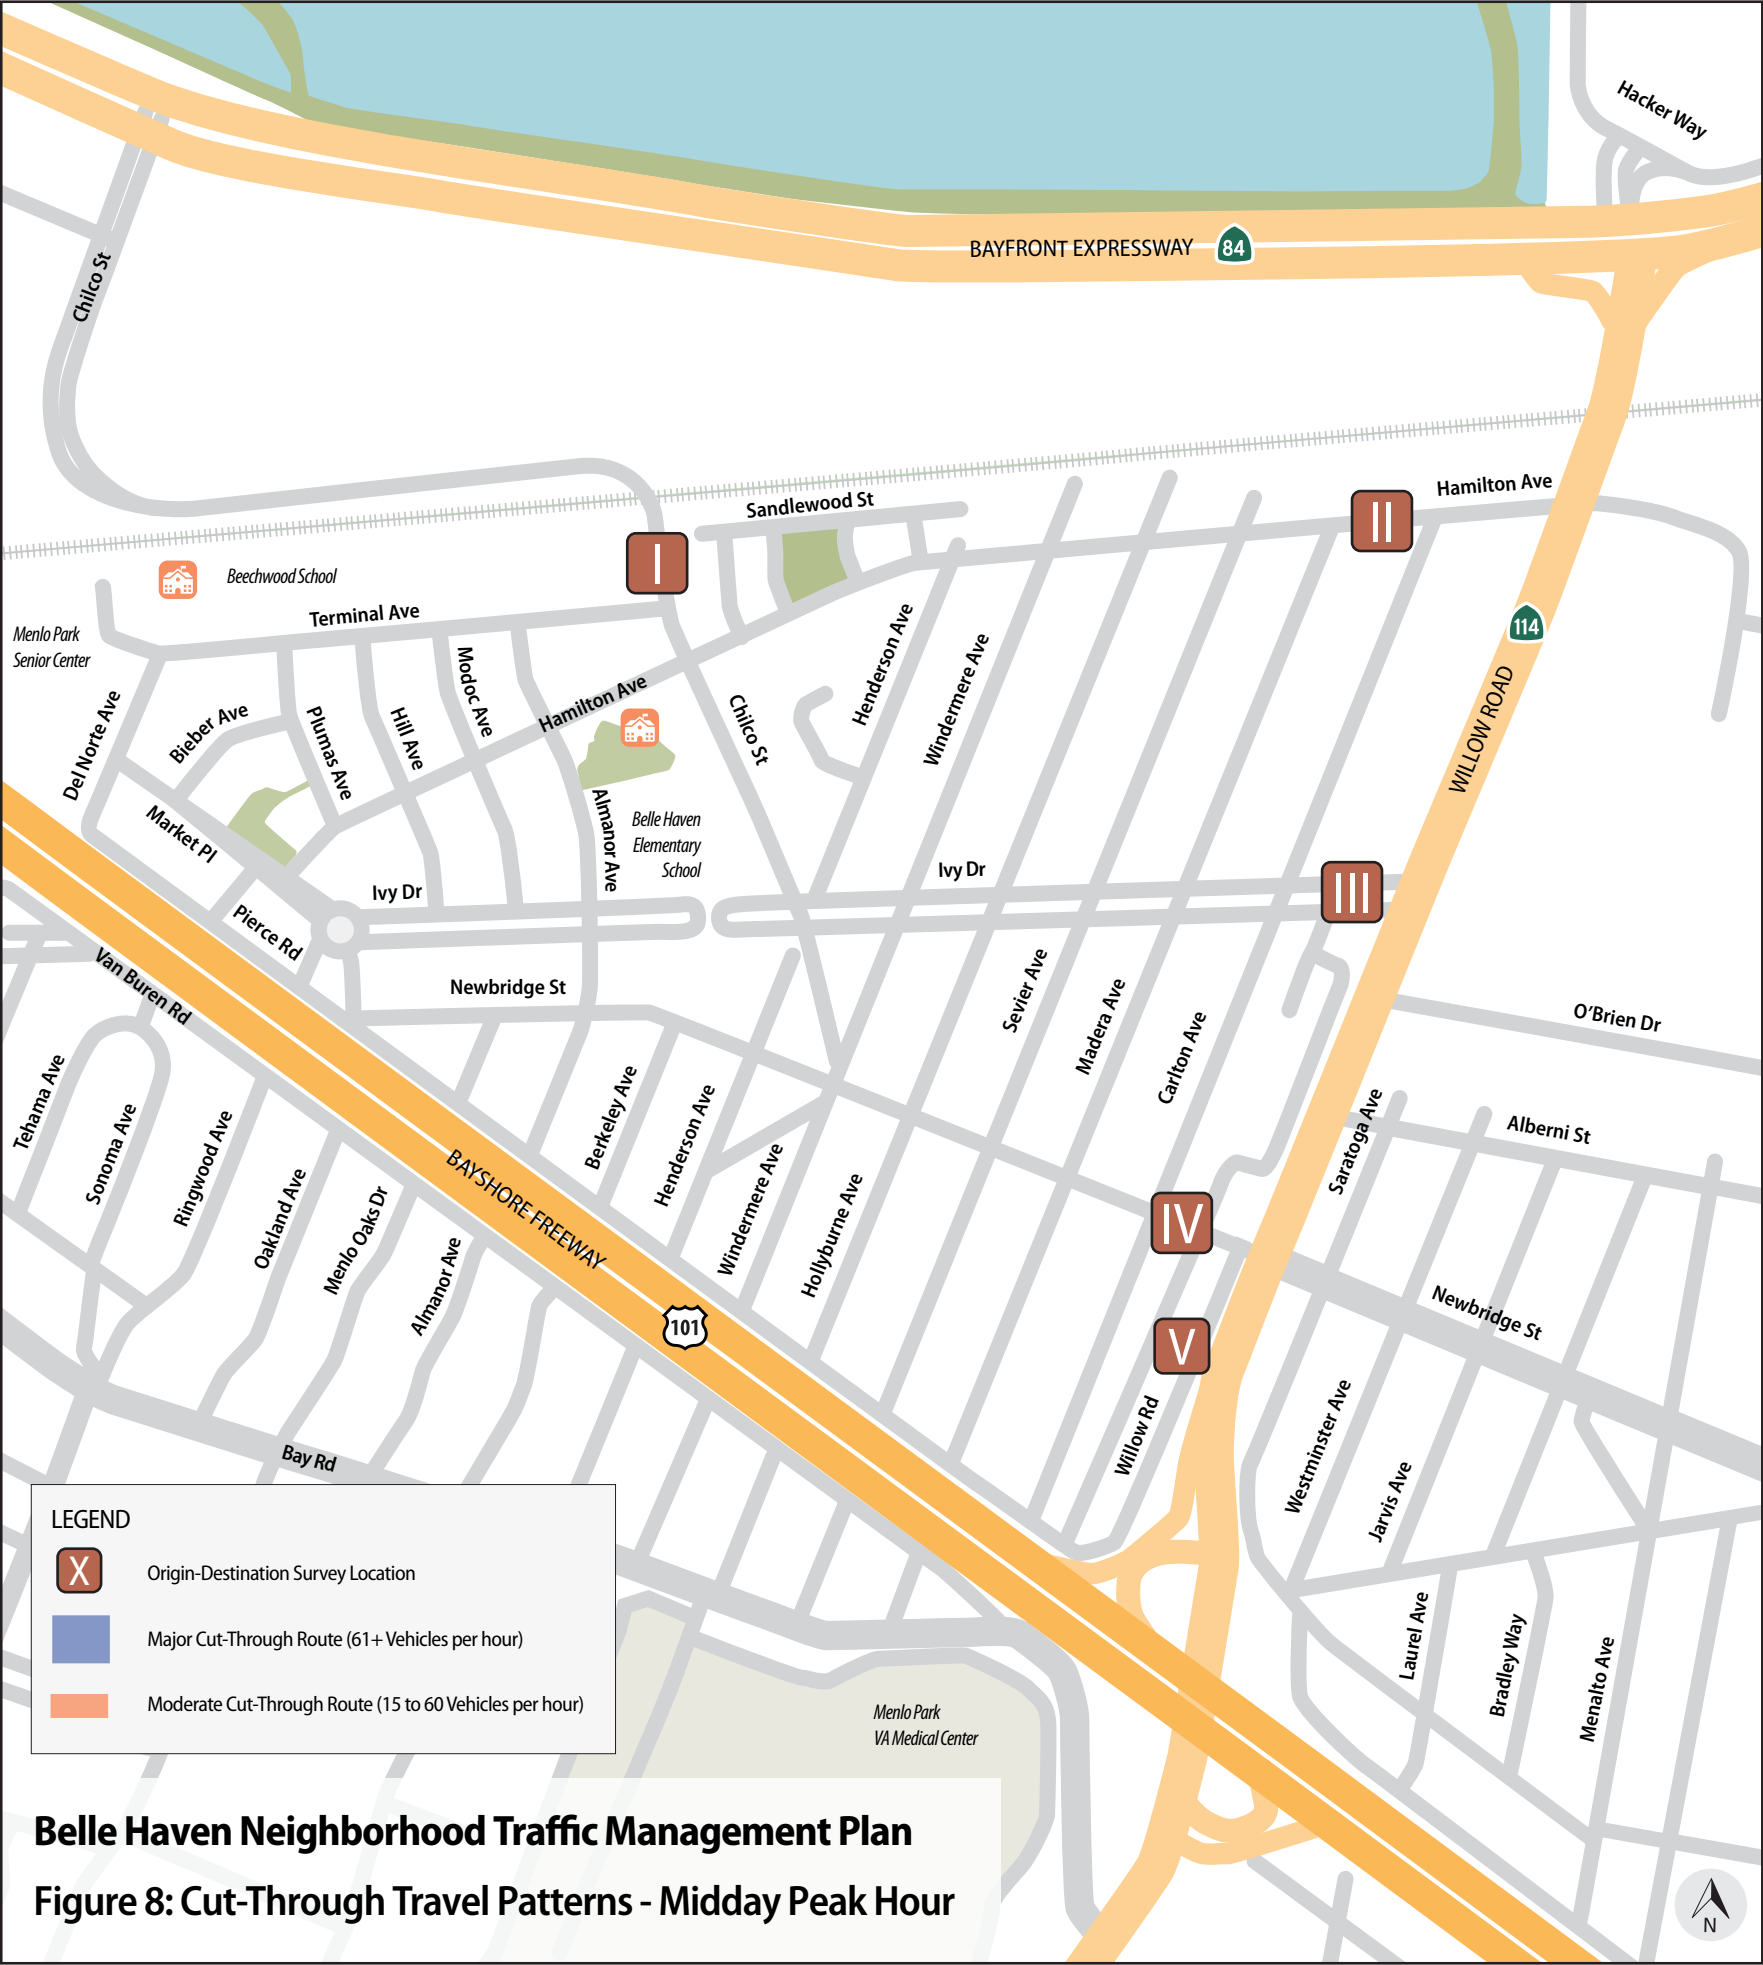 Hacker Way
BAYFRONT EXPRESSWAY
84
Chilco St
Hamilton Ave
II
Sandlewood St
I
Beechwood School
Terminal Ave
Menlo Park
Senior Center
114
WILLOW ROAD
Henderson Ave
Windermere Ave
Modoc Ave
Hamilton Ave
Del Norte Ave
Bieber Ave
Plumas Ave
Hill Ave
Chilco St
Almanor Ave
Market Pl
Belle Haven
Elementary
School
Ivy Dr
Ivy Dr
III
Pierce Rd
Van Buren Rd
Newbridge St
Sevier Ave
Madera Ave
Carlton Ave
O'Brien Dr
Tehama Ave
Sonoma Ave
Ringwood Ave
Oakland Ave
Menlo Oaks Dr
Almanor Ave
BAYSHORE FREEWAY
101
Berkeley Ave
Henderson Ave
Windermere Ave
Hollyburne Ave
Saratoga Ave
Alberni St
IV
Newbridge St
V
Willow Rd
Westminster Ave
Jarvis Ave
Bay Rd
Laurel Ave
Bradley Way
Menalto Ave
Menlo Park
VA Medical Center
LEGEND
X
Origin-Destination Survey Location
Major Cut-Through Route (61+ Vehicles per hour)
Moderate Cut-Through Route (15 to 60 Vehicles per hour)
Belle Haven Neighborhood Traffic Management Plan
Figure 8: Cut-Through Travel Patterns - Midday Peak Hour
N